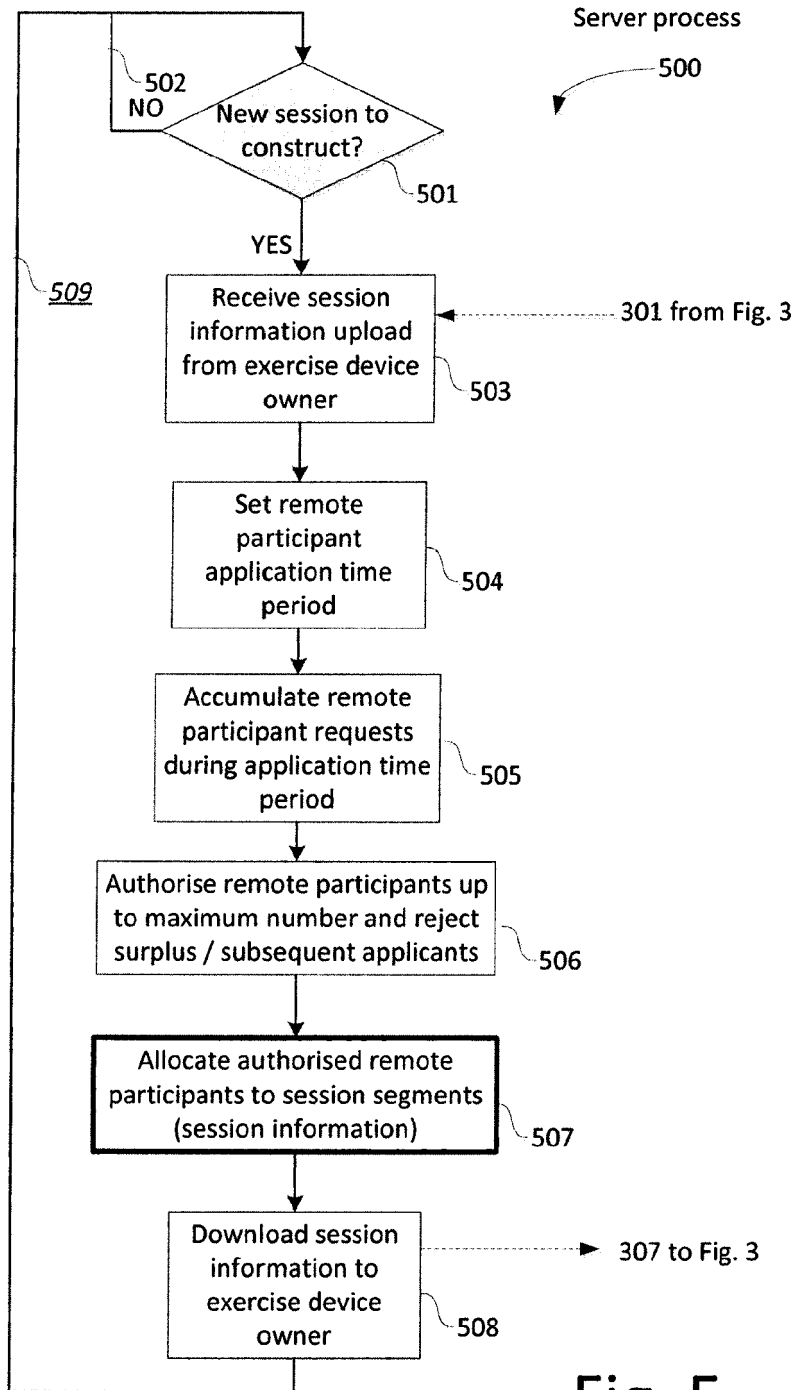 Server process
500
502
NO
New session to
construct?
501
YES
509
Receive session
information upload
from exercise device
owner
301 from Fig. 3
503
Set remote
participant
application time
period
504
Accumulate remote
participant requests
during application time
period
505
Authorise remote participants up
to maximum number and reject
surplus / subsequent applicants
506
Allocate authorised remote
participants to session segments
(session information)
507
Download session
information to
exercise device
owner
307 to Fig. 3
508
Fig. 5